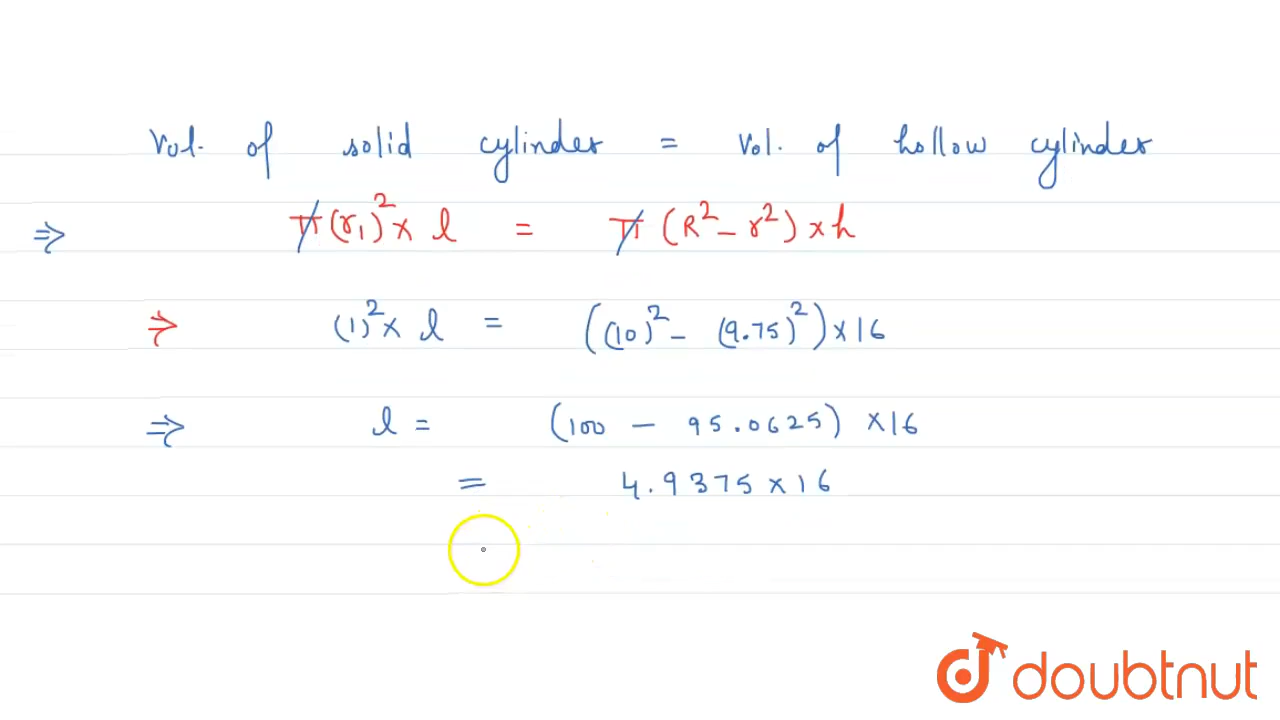 Vol. of solid cylinder = Vol. of hollow cylinder
⇒ π(r₁)² × l = π (R² - r²) × h
⇒ (1)² × l = ((10)² - (9.75)²) × 16
⇒ l = (100 - 95.0625) × 16
= 4.9375 × 16
doubtnut